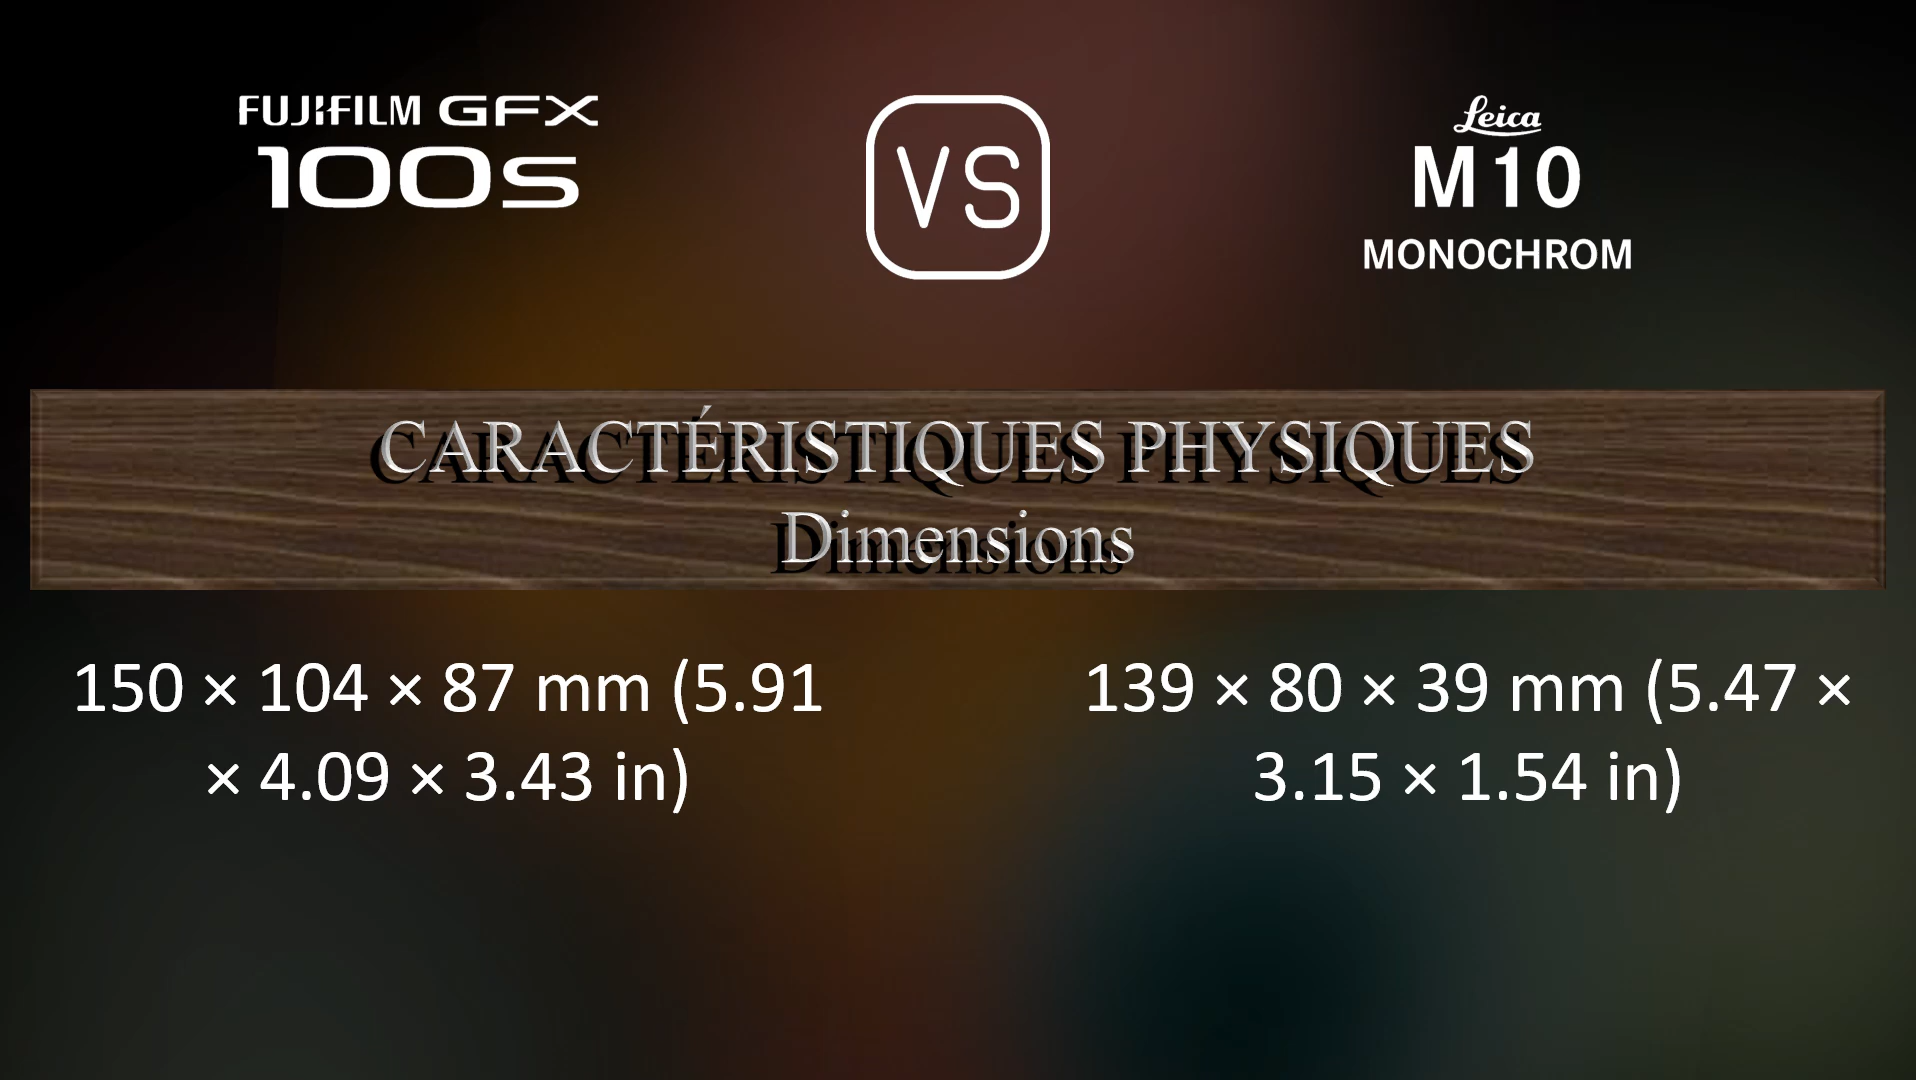 FUJIFILM GFX
100S
VS
Leica
M10
MONOCHROM
CARACTÉRISTIQUES PHYSIQUES
Dimensions
150 × 104 × 87 mm (5.91
× 4.09 × 3.43 in)
139 × 80 × 39 mm (5.47 ×
3.15 × 1.54 in)